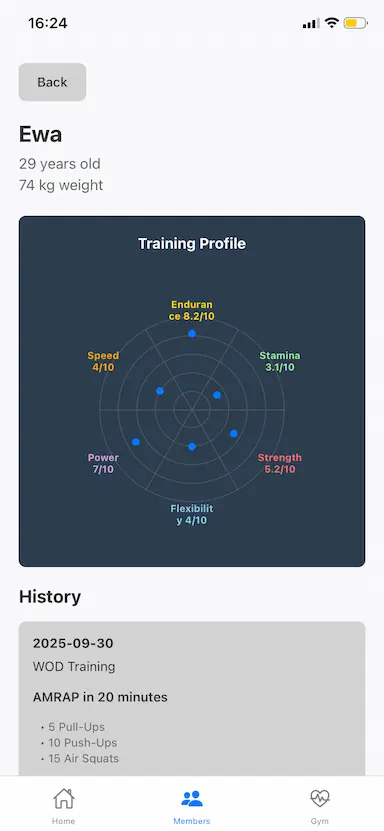 16:24
Back
Ewa
29 years old
74 kg weight
Training Profile
Enduran
ce 8.2/10
Speed
4/10
Stamina
3.1/10
Power
7/10
Strength
5.2/10
Flexibilit
y 4/10
History
2025-09-30
WOD Training
AMRAP in 20 minutes
• 5 Pull-Ups
• 10 Push-Ups
• 15 Air Squats
Home
Members
Gym